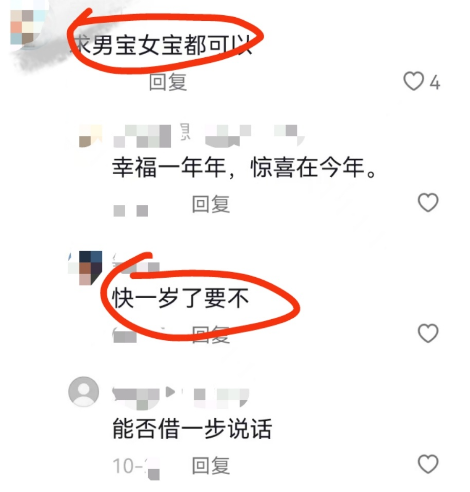 求男宝女宝都可以
回复
4
幸福一年年，惊喜在今年。
回复
快一岁了要不
回复
能否借一步说话
10-
回复